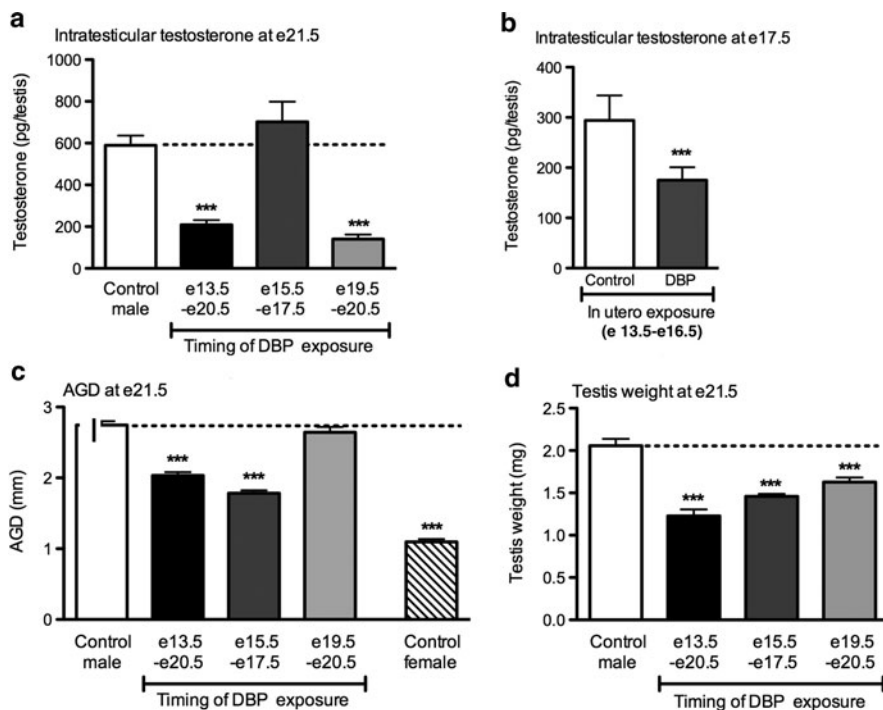 a
Intratesticular testosterone at e21.5
Testosterone (pg/testis)
1000
800
600
400
200
0
***
***
Control male
e13.5 -e20.5
e15.5 -e17.5
e19.5 -e20.5
Timing of DBP exposure
b
Intratesticular testosterone at e17.5
Testosterone (pg/testis)
400
300
200
200
0
***
Control
DBP
In utero exposure
(e 13.5-e16.5)
c
AGD at e21.5
AGD (mm)
3
2
1
0
***
***
***
Control male
e13.5 -e20.5
e15.5 -e17.5
e19.5 -e20.5
Control female
Timing of DBP exposure
d
Testis weight at e21.5
Testis weight (mg)
2.5
2.0
1.5
1.0
2.5
0.0
***
***
***
Control male
e13.5 -e20.5
e15.5 -e17.5
e19.5 -e20.5
Timing of DBP exposure